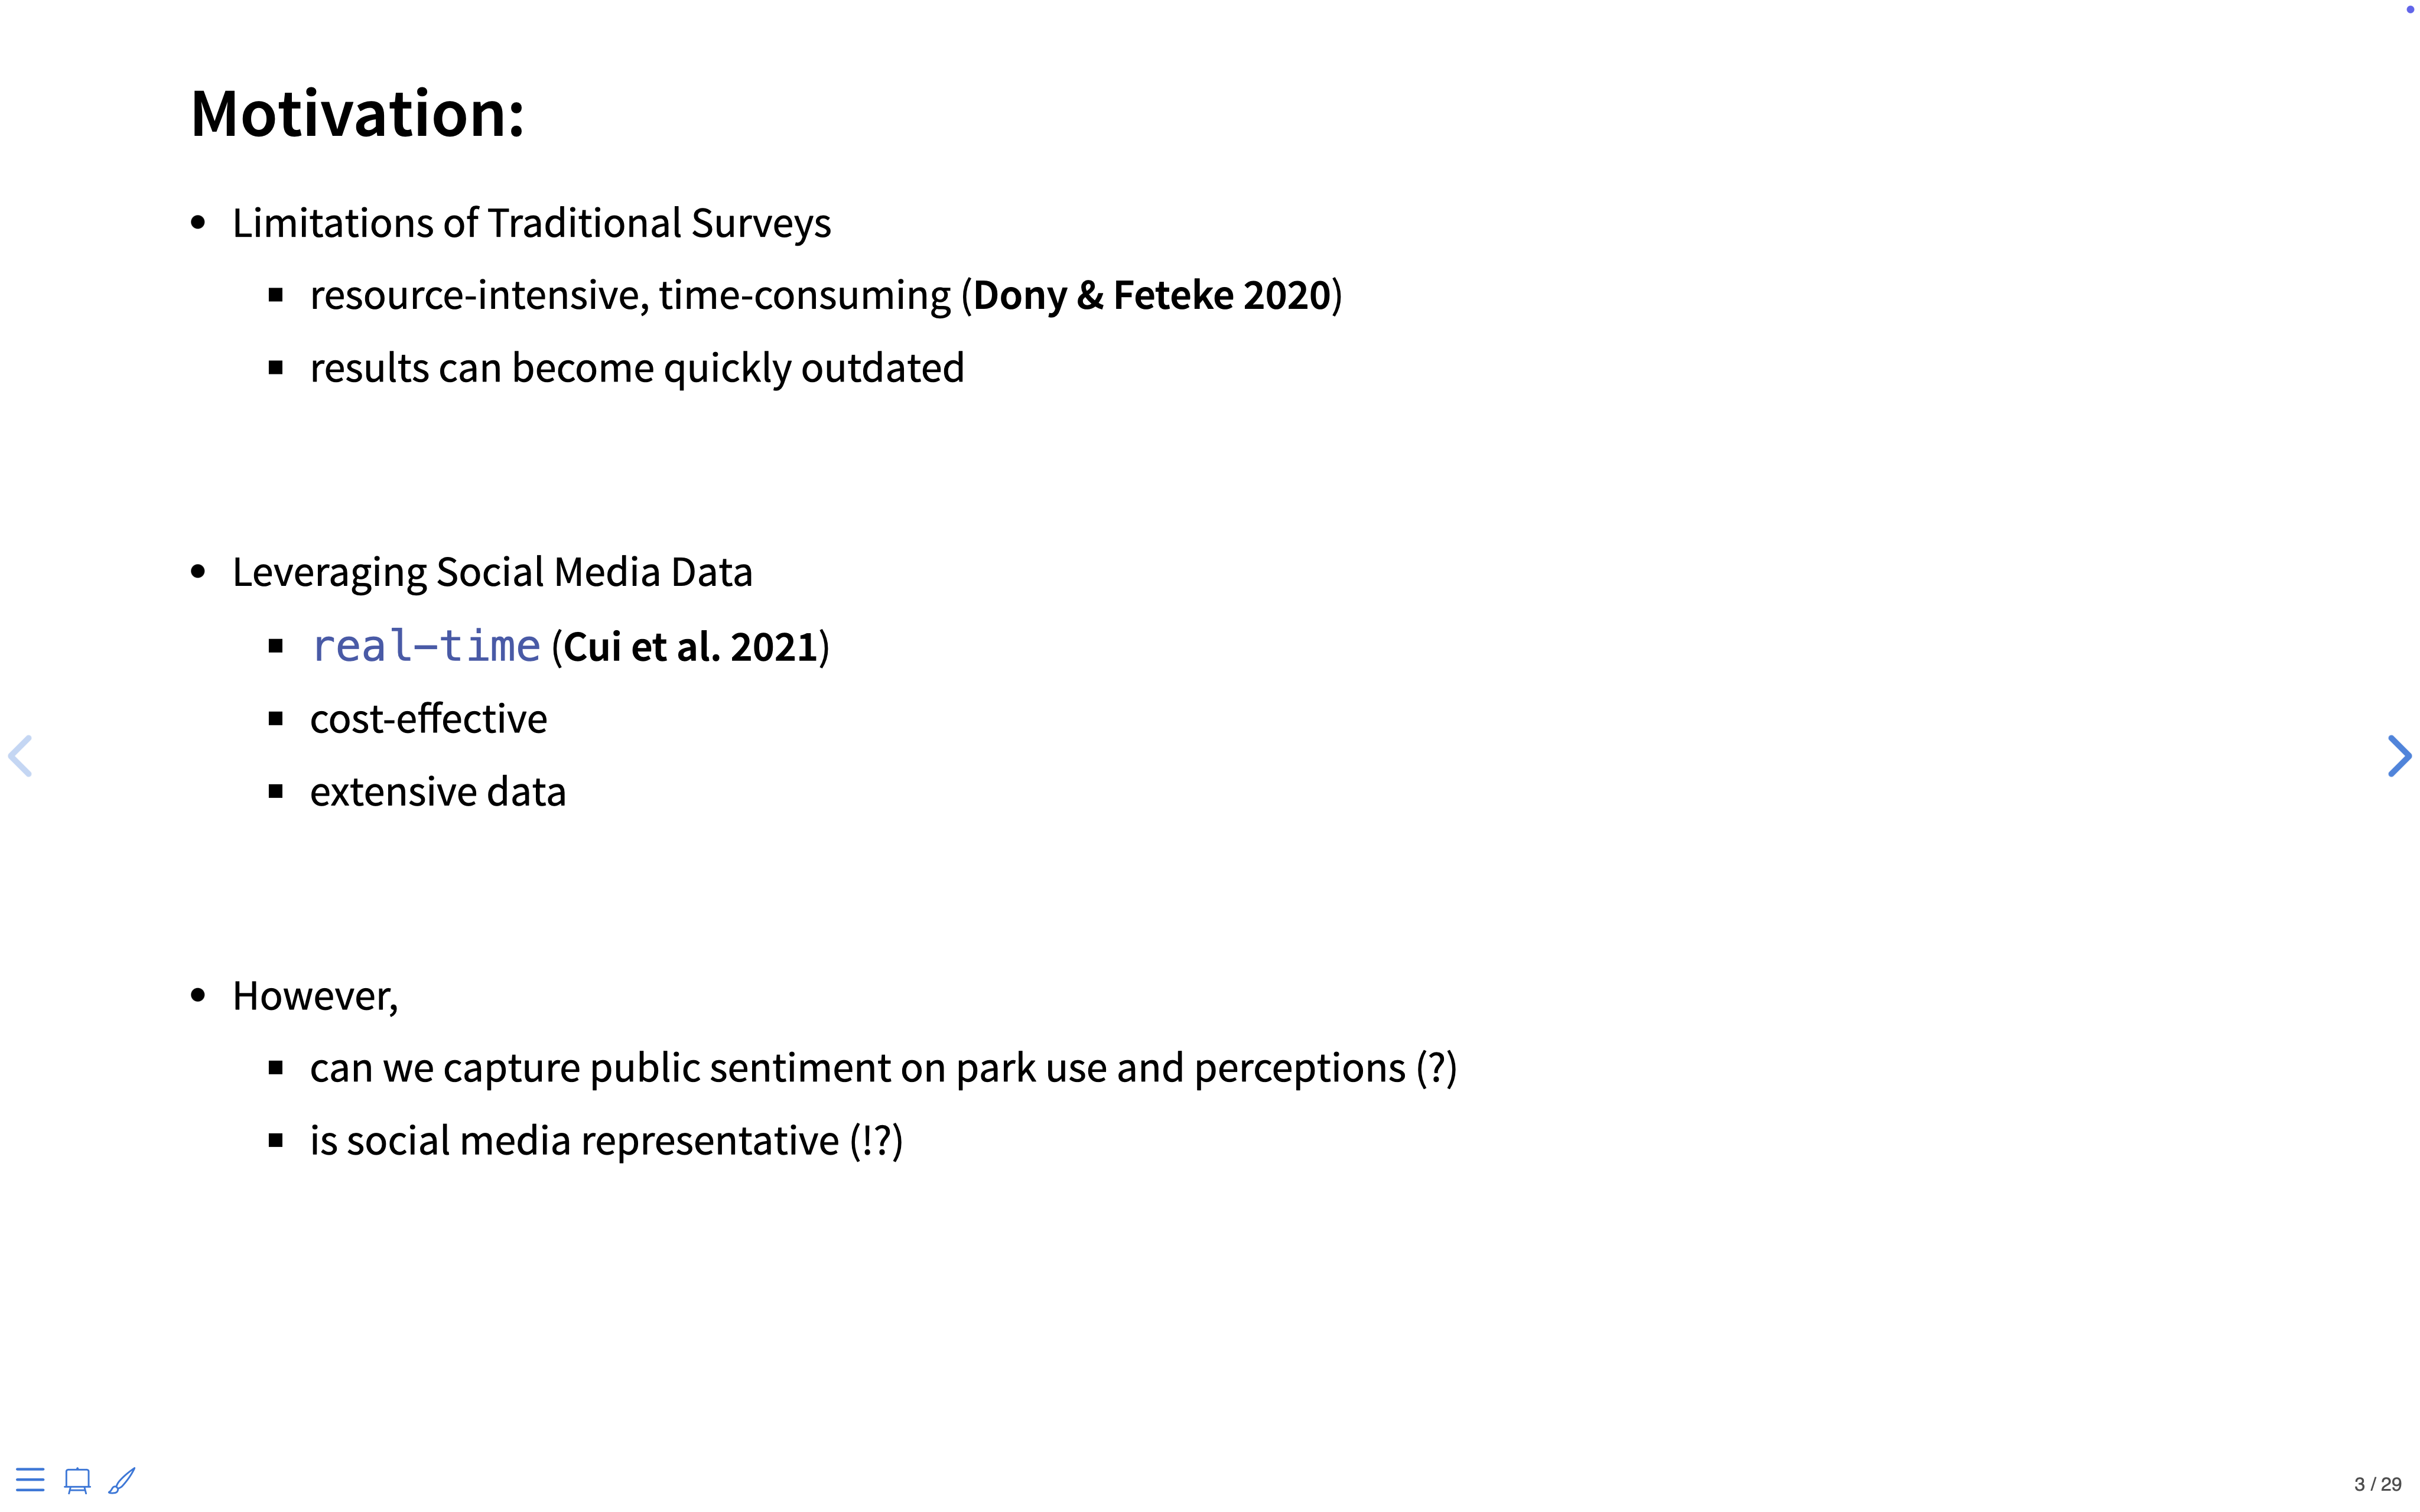 Motivation:
Limitations of Traditional Surveys
resource-intensive, time-consuming (Dony & Feteke 2020)
results can become quickly outdated
Leveraging Social Media Data
real-time (Cui et al. 2021)
cost-effective
extensive data
However,
can we capture public sentiment on park use and perceptions (?)
is social media representative (!?)
3 / 29